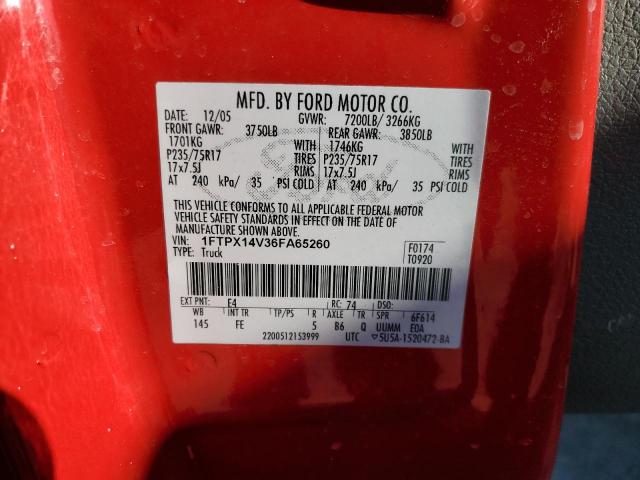 MFD. BY FORD MOTOR CO.
DATE: 12/05 GVWR: 7200LB/ 3266KG
FRONT GAWR: 3750LB REAR GAWR: 3850LB
1701KG WITH 1746KG WITH
P235/75R17 TIRES P235/75R17 TIRES
17x7.5J RIMS 17x7.5J RIMS
AT 240 kPa/ 35 PSI COLD AT 240 kPa/ 35 PSI COLD
Ford
THIS VEHICLE CONFORMS TO ALL APPLICABLE FEDERAL MOTOR
VEHICLE SAFETY STANDARDS IN EFFECT ON THE DATE OF
MANUFACTURE SHOWN ABOVE.
VIN: 1FTPX14V36FA65260 F0174
TYPE: Truck T0920
EXT PNT: E4 RC: 74 DSO:
WB INT TR TP/PS R AXLE TR SPR 6F614
145 FE 5 B6 Q UUMM E0A
2200512153999 UTC 5U5A-1520472-BA